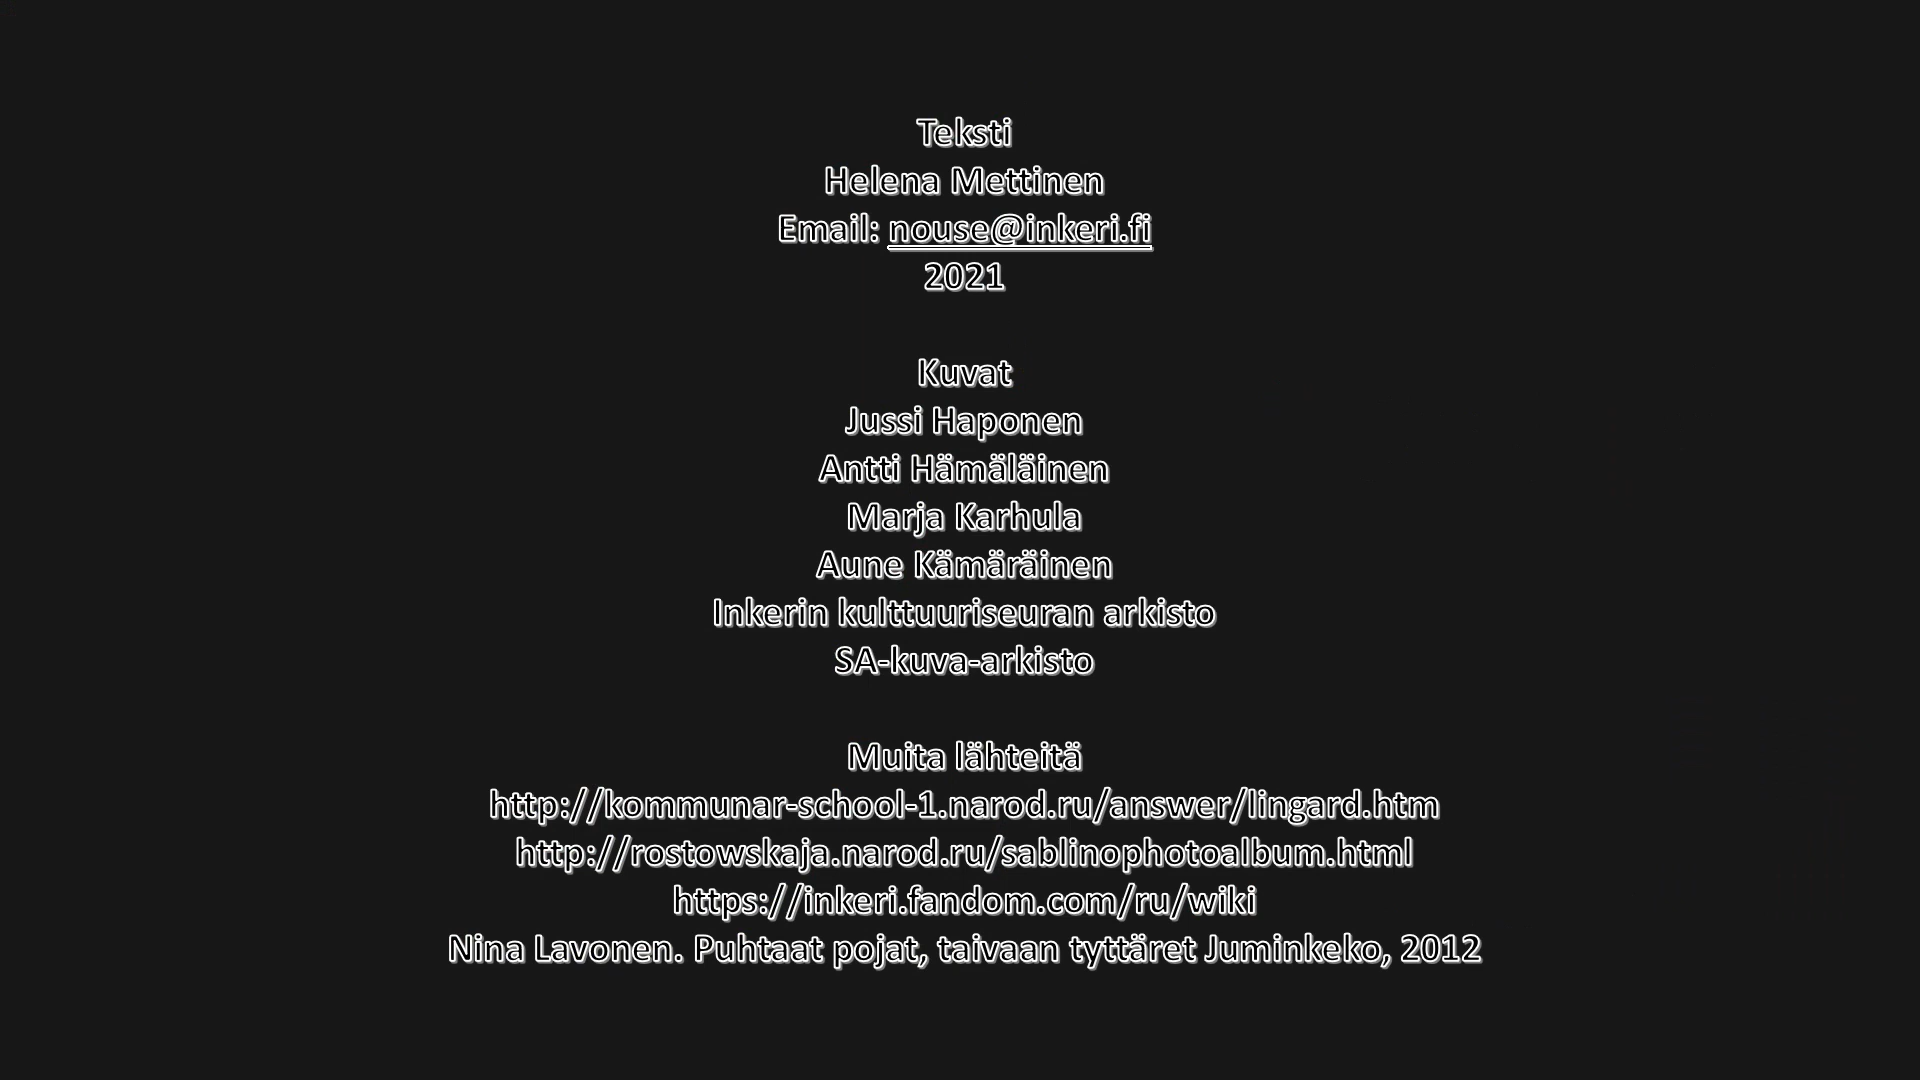 Teksti
Helena Mettinen
Email: nouse@inkeri.fi
2021
Kuvat
Jussi Haponen
Antti Hämäläinen
Marja Karhula
Aune Kämäräinen
Inkerin kulttuuriseuran arkisto
SA-kuva-arkisto
Muita lähteitä
http://kommunar-school-1.narod.ru/answer/lingard.htm
http://rostowskaja.narod.ru/sablinophotoalbum.html
https://inkeri.fandom.com/ru/wiki
Nina Lavonen. Puhtaat pojat, taivaan tyttäret Juminkeko, 2012